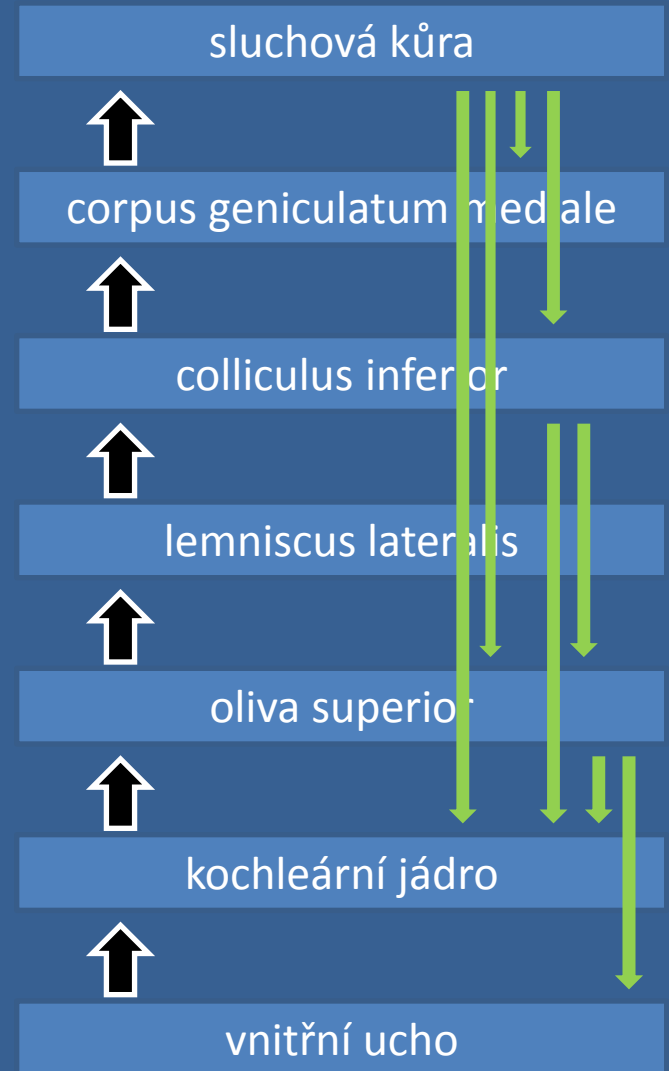 sluchová kůra
corpus geniculatum mediale
colliculus inferior
lemniscus lateralis
oliva superior
kochleární jádro
vnitřní ucho